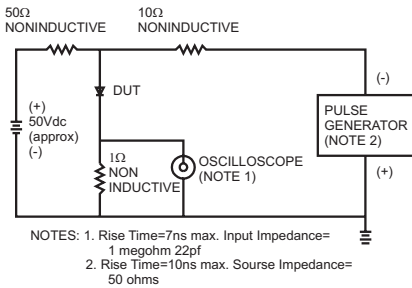 50Ω
NONINDUCTIVE
10Ω
NONINDUCTIVE
(+)
50Vdc
(approx)
(-)
DUT
1Ω
NON
INDUCTIVE
OSCILLOSCOPE
(NOTE 1)
(-)
PULSE
GENERATOR
(NOTE 2)
(+)
NOTES: 1. Rise Time=7ns max. Input Impedance=
1 megohm 22pf
2. Rise Time=10ns max. Sourse Impedance=
50 ohms